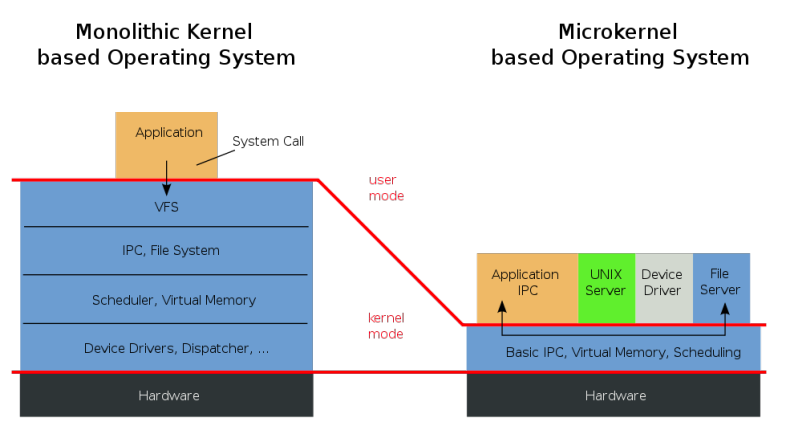 Monolithic Kernel
based Operating System
Microkernel
based Operating System
Application
System Call
VFS
IPC, File System
Scheduler, Virtual Memory
Device Drivers, Dispatcher, ...
Hardware
user
mode
kernel
mode
Application
IPC
UNIX
Server
Device
Driver
File
Server
Basic IPC, Virtual Memory, Scheduling
Hardware